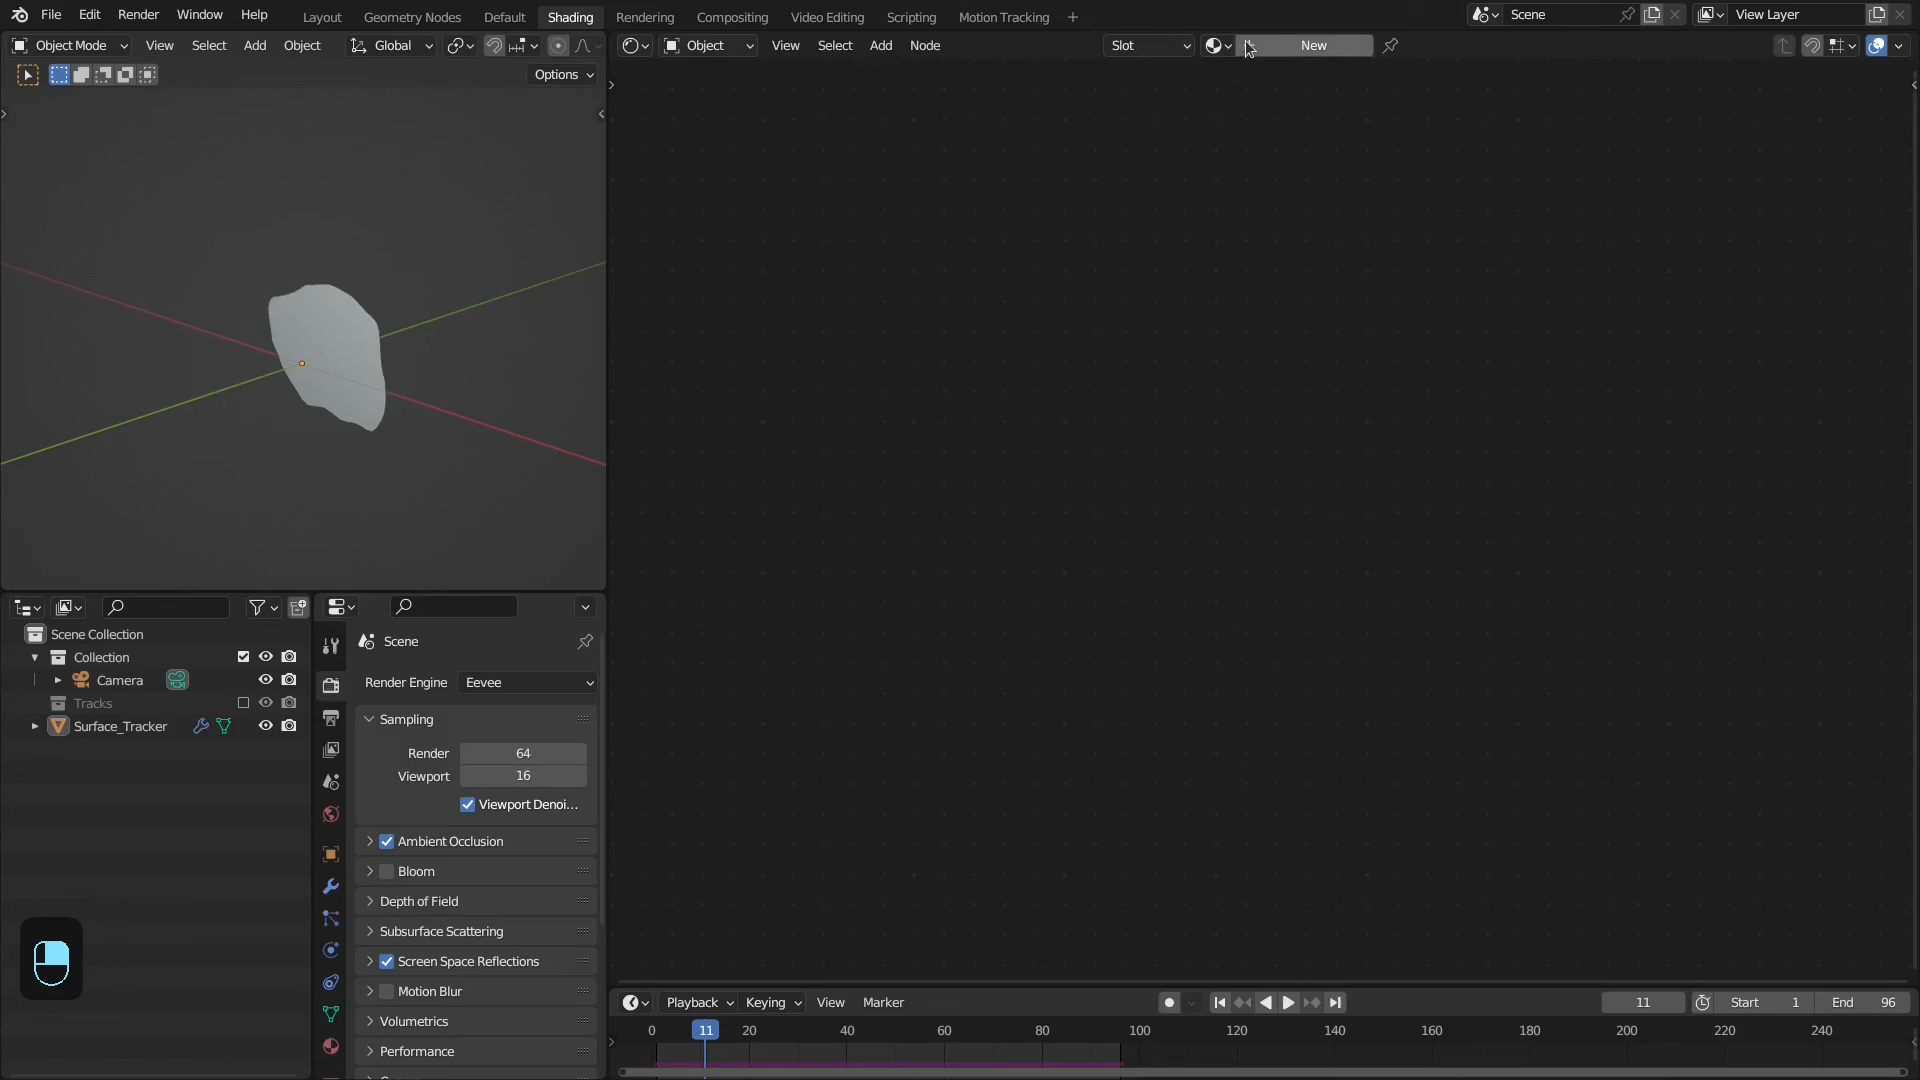 File Edit Render Window Help Layout Geometry Nodes Default Shading Rendering Compositing Video Editing Scripting Motion Tracking + Scene View Layer
Object Mode View Select Add Object Global Object View Select Add Node Slot New
Options
Scene Collection
Collection
Camera
Tracks
Surface_Tracker
Scene
Render Engine Eevee
Sampling
Render 64
Viewport 16
Viewport Denoi...
Ambient Occlusion
Bloom
Depth of Field
Subsurface Scattering
Screen Space Reflections
Motion Blur
Volumetrics
Performance
Playback Keying View Marker 11 Start 1 End 96
0 11 20 40 60 80 100 120 140 160 180 200 220 240